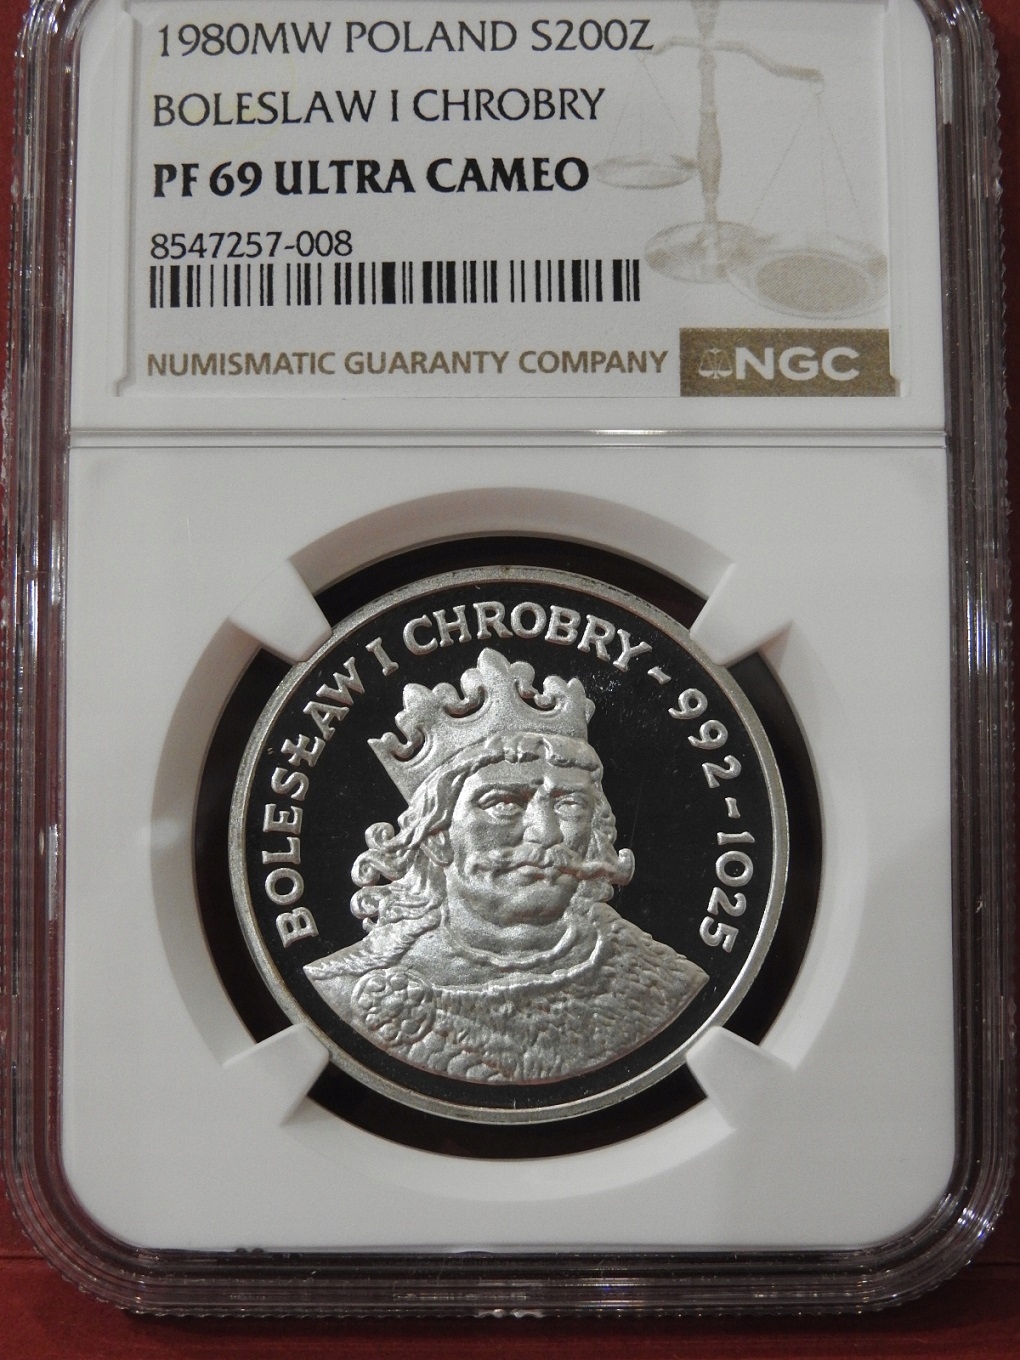 1980MW POLAND S200Z
BOLESLAW I CHROBRY
PF 69 ULTRA CAMEO
8547257-008
NUMISMATIC GUARANTY COMPANY NGC
BOLESŁAW I CHROBRY - 992 - 1025